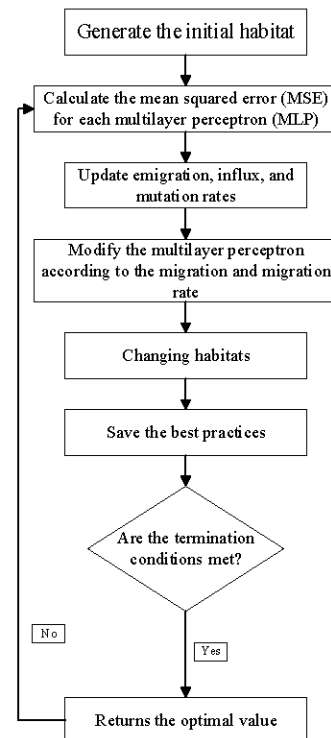 Generate the initial habitat
Calculate the mean squared error (MSE)
for each multilayer perceptron (MLP)
Update emigration, influx, and
mutation rates
Modify the multilayer perceptron
according to the migration and migration
rate
Changing habitats
Save the best practices
Are the termination
conditions met?
No
Yes
Returns the optimal value